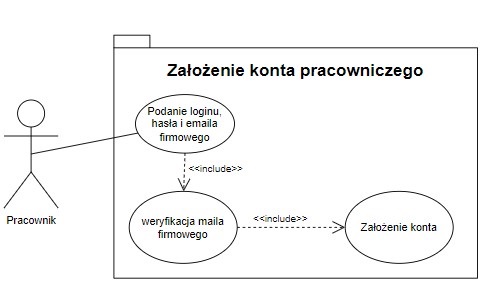 Założenie konta pracowniczego
Podanie loginu,
hasła i emaila
firmowego
<<include>>
Pracownik
weryfikacja maila
firmowego
<<include>>
Założenie konta